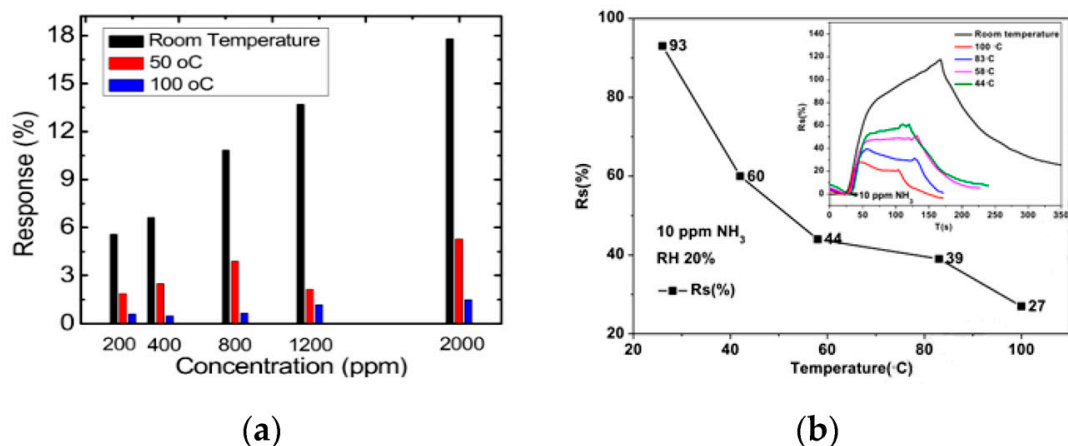 18
15
12
9
6
3
0
Response (%)
Room Temperature
50 oC
100 oC
200 400 800 1200 2000
Concentration (ppm)
(a)
100
80
60
40
20
Rs(%)
93
60
44
39
27
10 ppm NH3
RH 20%
Rs(%)
20 40 60 80 100
Temperature(◦C)
140
120
100
80
60
40
20
0
Rs(%)
Room temperature
100 ◦C
83◦C
58◦C
44◦C
10 ppm NH3
0 50 100 150 200 250 300 350
T(s)
(b)